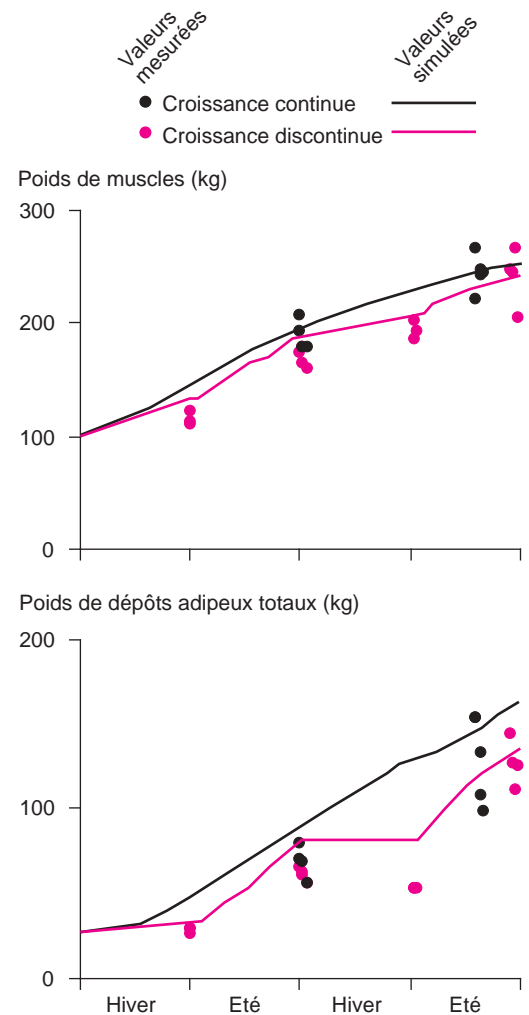 Valeurs mesurées
Valeurs simulées
Croissance continue
Croissance discontinue
Poids de muscles (kg)
300
200
100
0
Poids de dépôts adipeux totaux (kg)
200
100
0
Hiver Eté Hiver Eté